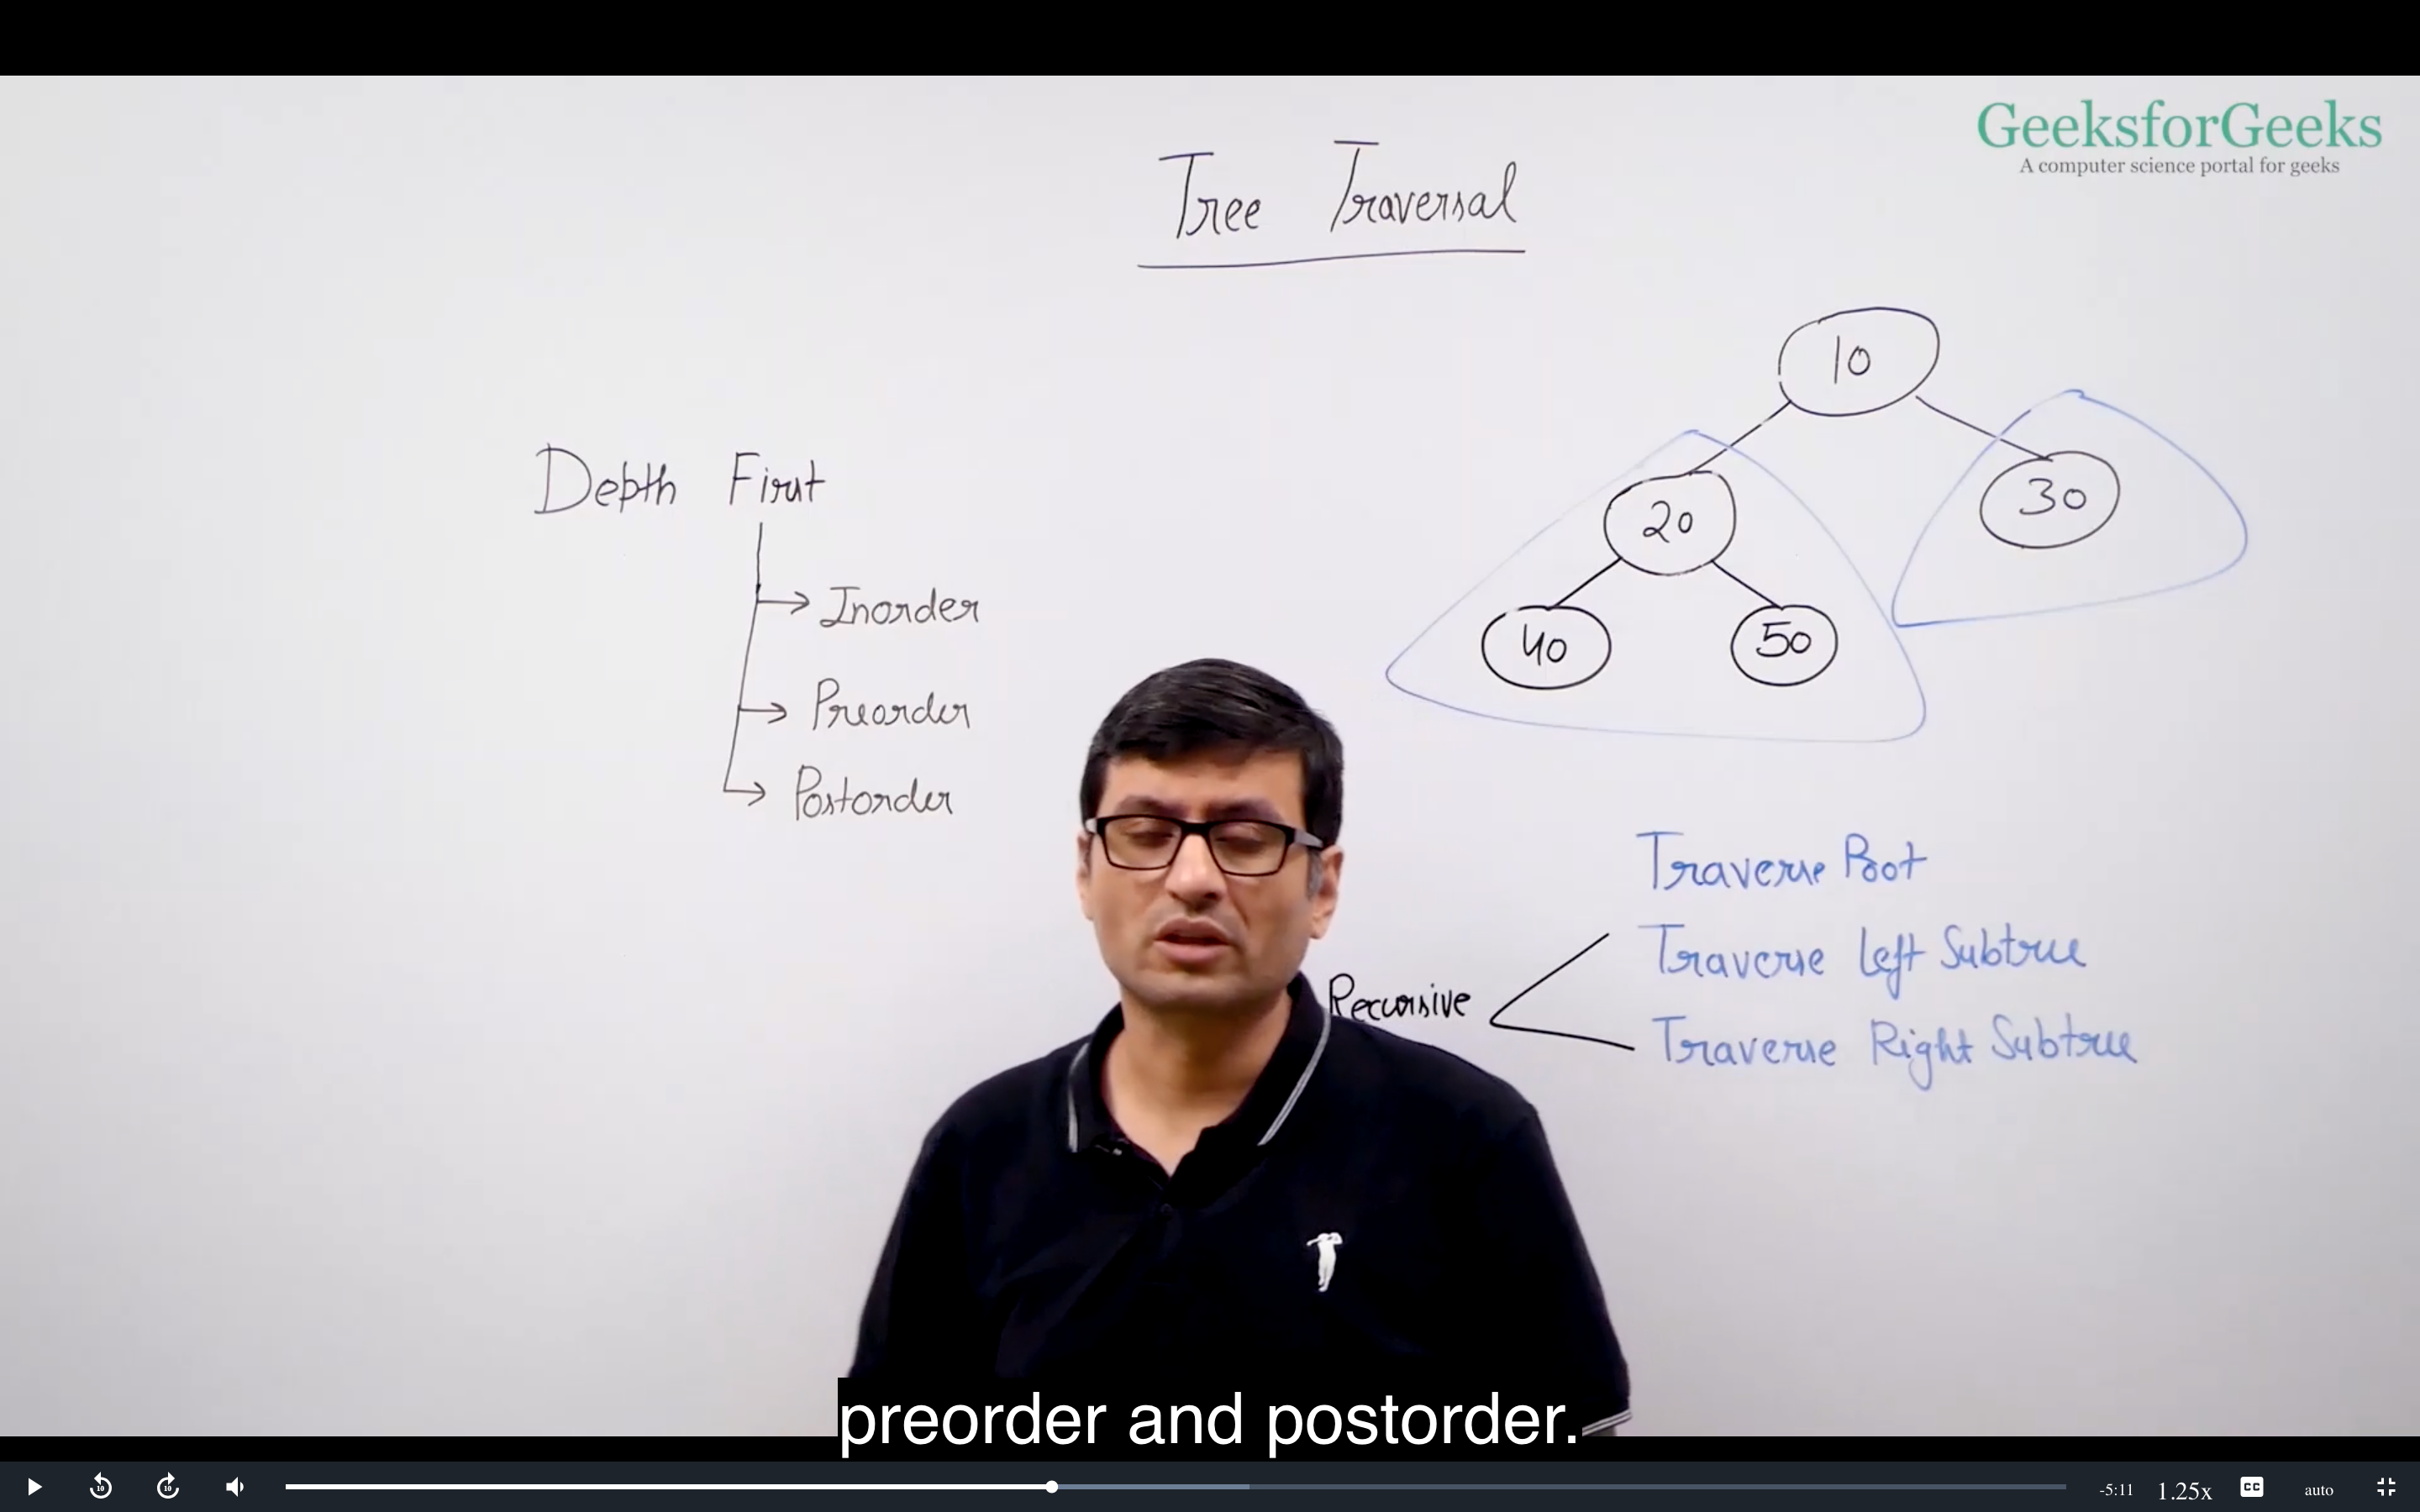 GeeksforGeeks
A computer science portal for geeks
Tree Traversal
10
20
30
40
50
Depth First
Inorder
Preorder
Postorder
Traverse Root
Recursive
Traverse Left Subtree
Traverse Right Subtree
preorder and postorder.
10
10
-5:11
1.25x
CC
auto